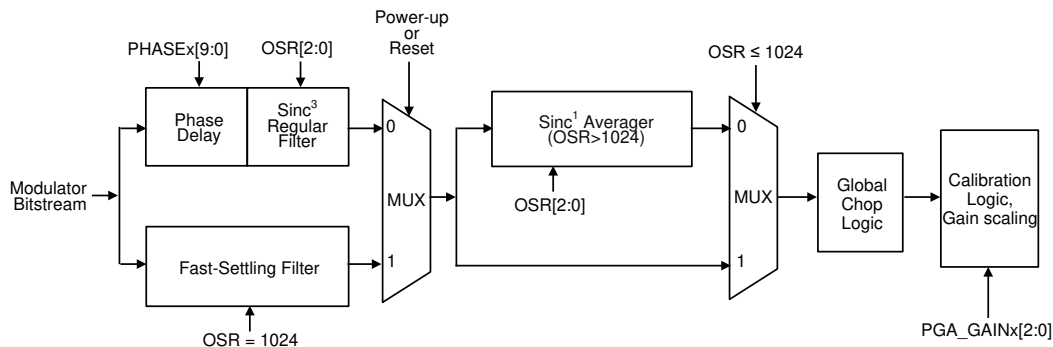 Power-up
or
Reset
PHASEx[9:0]
OSR[2:0]
OSR ≤ 1024
Phase
Delay
Sinc³
Regular
Filter
0
Sinc¹ Averager
(OSR>1024)
0
Modulator
Bitstream
MUX
OSR[2:0]
MUX
Global
Chop
Logic
Calibration
Logic,
Gain scaling
Fast-Settling Filter
1
1
OSR = 1024
PGA_GAINx[2:0]